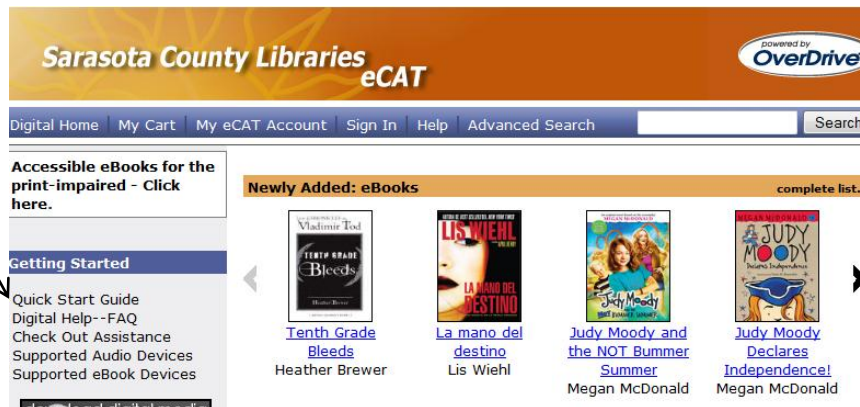 Sarasota County Libraries
eCAT
powered by
OverDrive
Digital Home My Cart My eCAT Account Sign In Help Advanced Search Search
Accessible eBooks for the
print-impaired - Click
here.
Getting Started
Quick Start Guide
Digital Help--FAQ
Check Out Assistance
Supported Audio Devices
Supported eBook Devices
Newly Added: eBooks complete list.
Vladimir Tod
TENTH GRADE
Bleeds
Heather Brewer
Tenth Grade
Bleeds
Heather Brewer
LIS WIEHL
LA MANO DEL
DESTINO
La mano del
destino
Lis Wiehl
MEGAN MCDONALD
Judy Moody
Judy Moody and
the NOT Bummer
Summer
Megan McDonald
MEGAN MCDONALD
JUDY
MOODY
Declares Independence
Judy Moody
Declares
Independence!
Megan McDonald